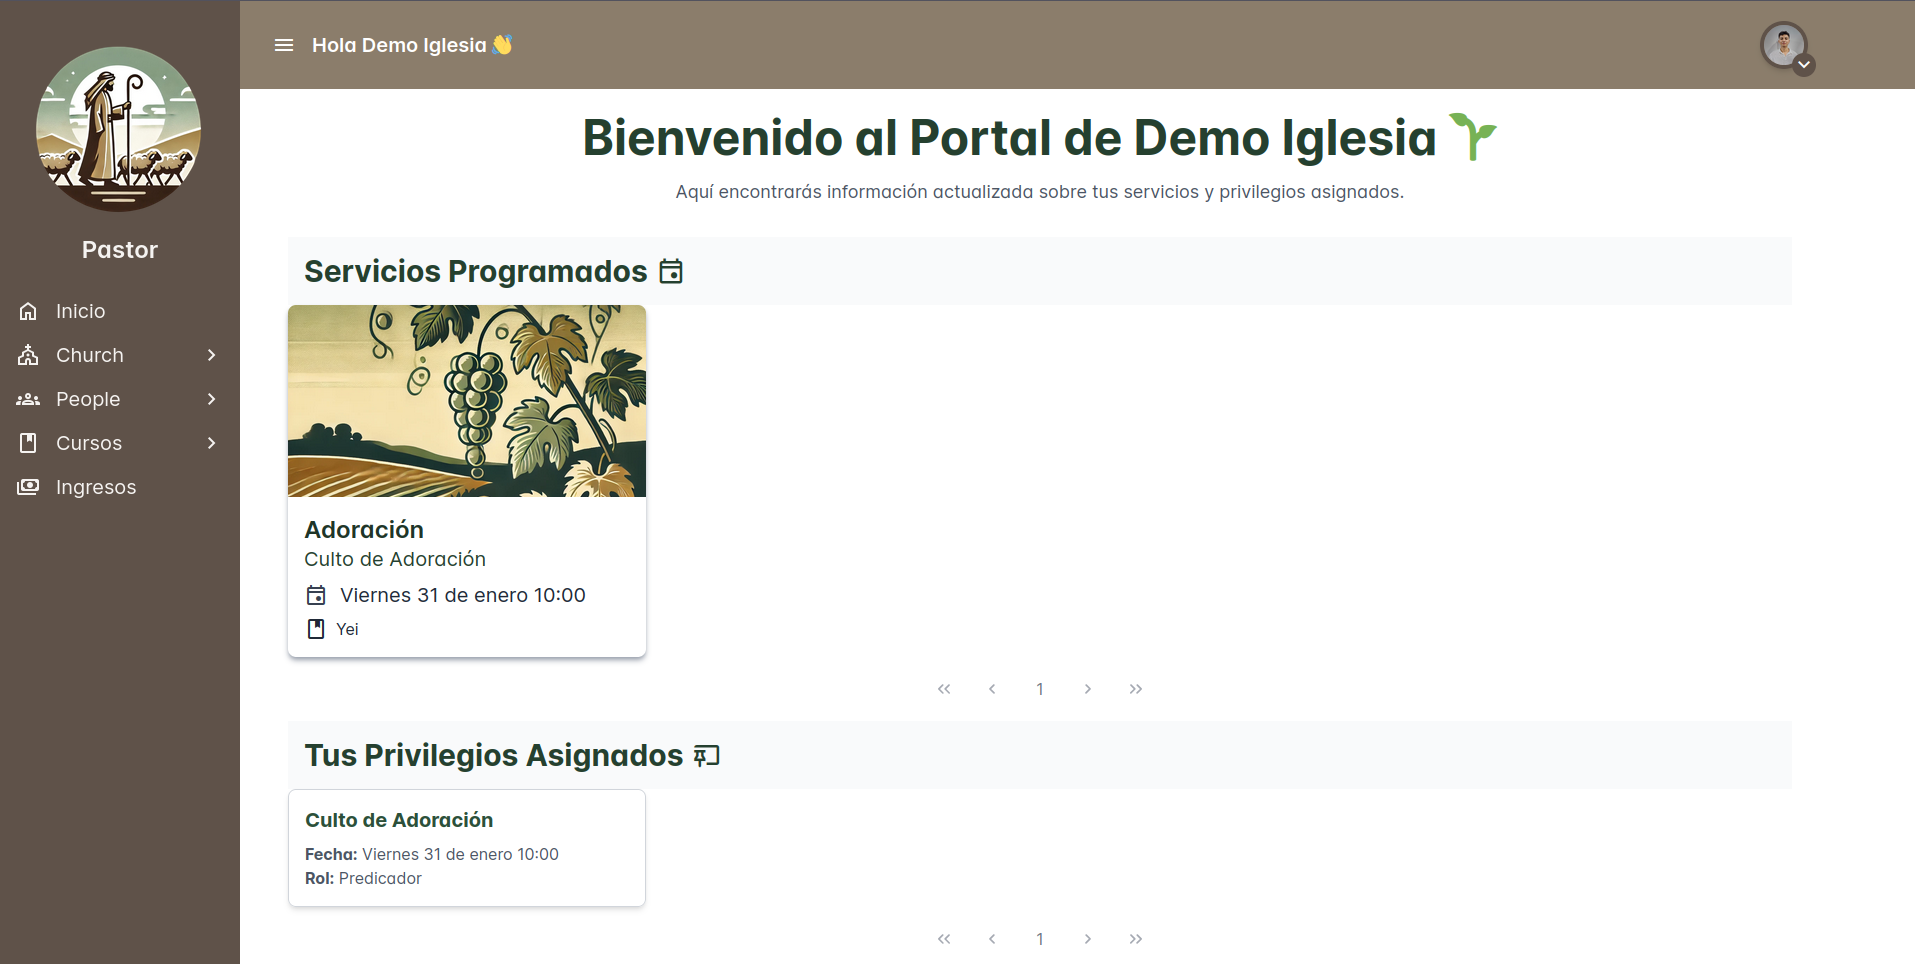 Pastor
Inicio
Church
People
Cursos
Ingresos
Hola Demo Iglesia 👋
Bienvenido al Portal de Demo Iglesia 🌱
Aquí encontrarás información actualizada sobre tus servicios y privilegios asignados.
Servicios Programados
Adoración
Culto de Adoración
Viernes 31 de enero 10:00
Yei
« ‹ 1 › »
Tus Privilegios Asignados
Culto de Adoración
Fecha: Viernes 31 de enero 10:00
Rol: Predicador
« ‹ 1 › »